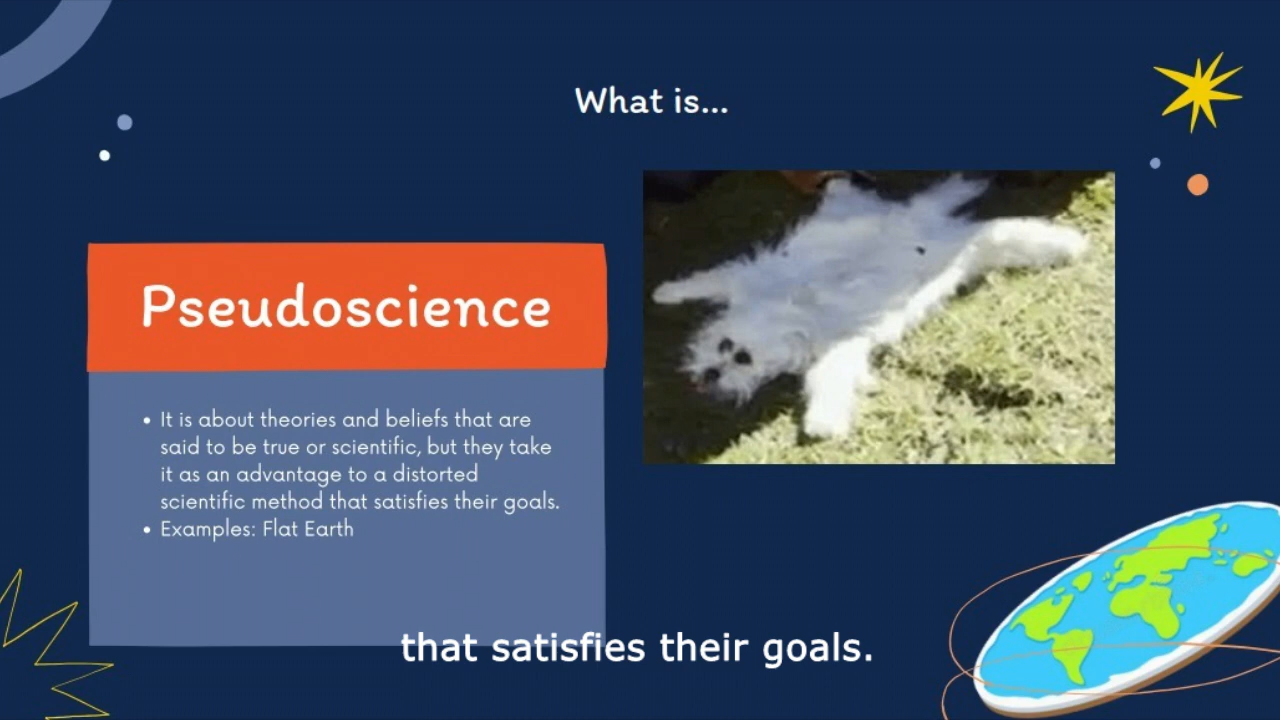 What is...
Pseudoscience
• It is about theories and beliefs that are
said to be true or scientific, but they take
it as an advantage to a distorted
scientific method that satisfies their goals.
• Examples: Flat Earth
that satisfies their goals.